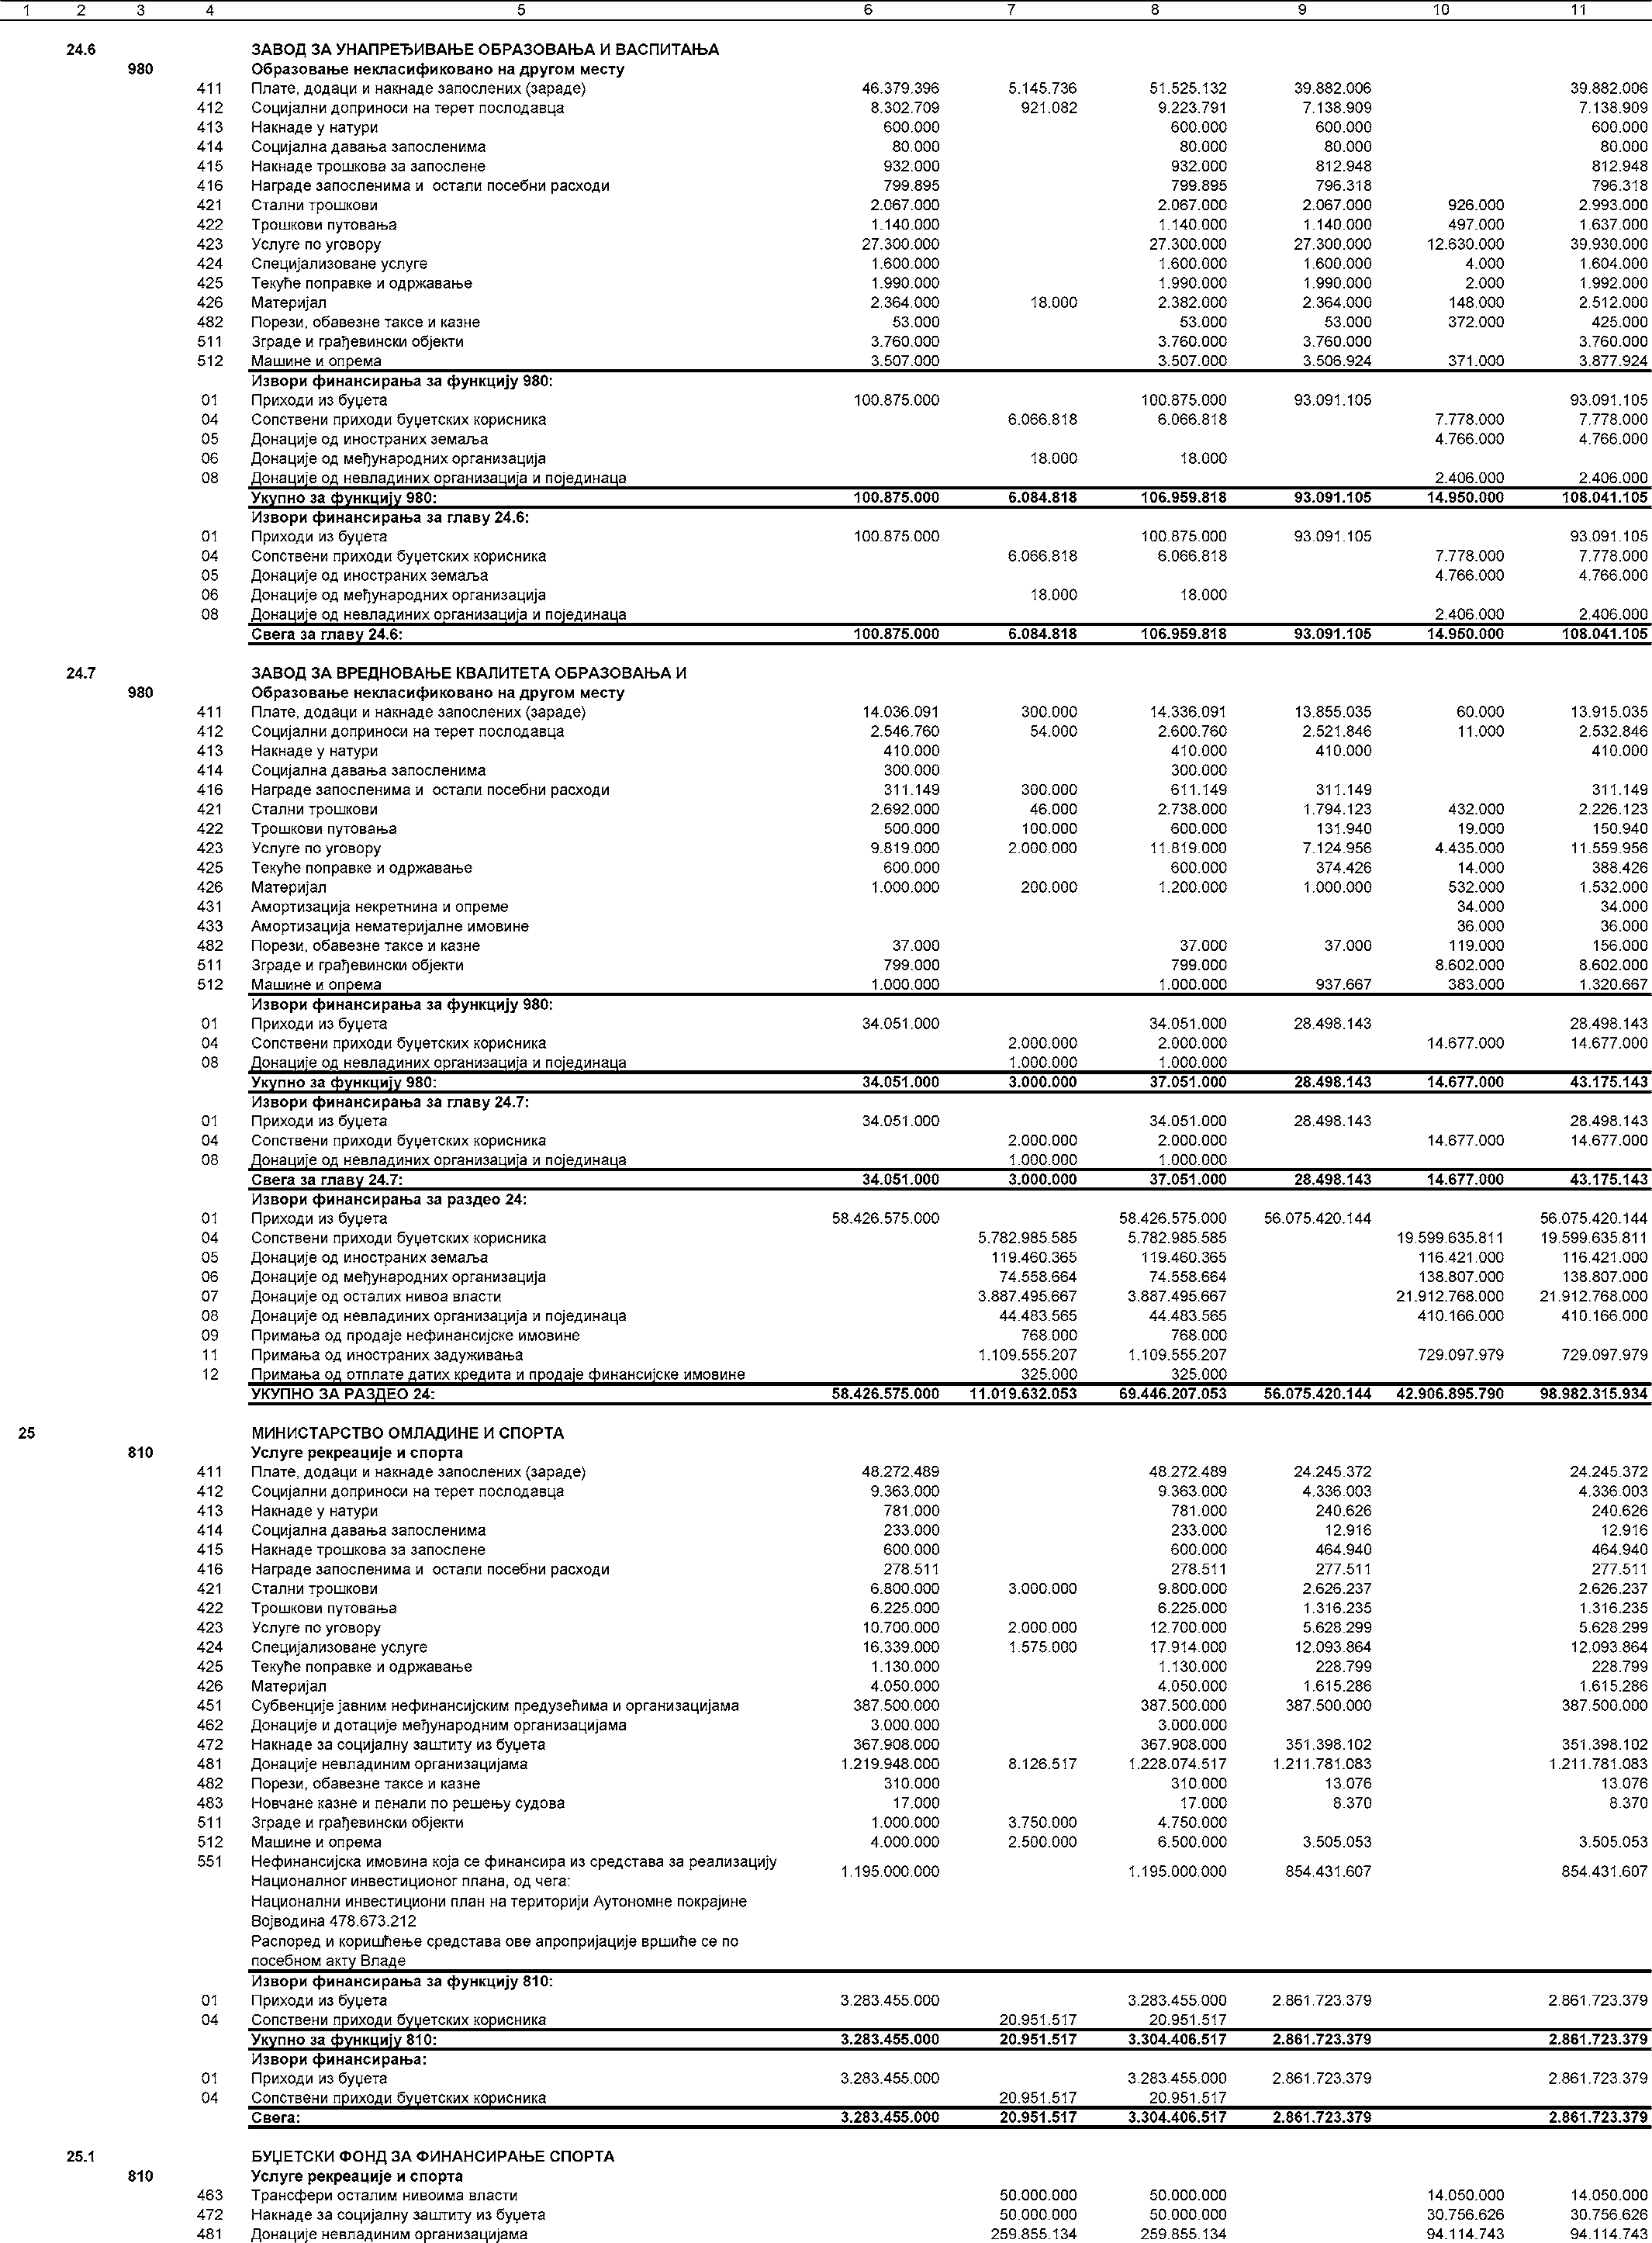 1 2 3 4 5 6 7 8 9 10 11
24.6 ЗАВОД ЗА УНАПРЕЂИВАЊЕ ОБРАЗОВАЊА И ВАСПИТАЊА
980 Образовање некласификовано на другом месту
411 Плате, додаци и накнаде запослених (зараде) 46.379.396 5.145.736 51.525.132 39.882.006 39.882.006
412 Социјални доприноси на терет послодавца 8.302.709 921.082 9.223.791 7.138.909 7.138.909
413 Накнаде у натури 600.000 600.000 600.000 600.000
414 Социјална давања запосленима 80.000 80.000 80.000 80.000
415 Накнаде трошкова за запослене 932.000 932.000 812.948 812.948
416 Награде запосленима и остали посебни расходи 799.895 799.895 796.318 796.318
421 Стални трошкови 2.067.000 2.067.000 2.067.000 926.000 2.993.000
422 Трошкови путовања 1.140.000 1.140.000 1.140.000 497.000 1.637.000
423 Услуге по уговору 27.300.000 27.300.000 27.300.000 12.630.000 39.930.000
424 Специјализоване услуге 1.600.000 1.600.000 1.600.000 4.000 1.604.000
425 Текуће поправке и одржавање 1.990.000 1.990.000 1.990.000 2.000 1.992.000
426 Материјал 2.364.000 18.000 2.382.000 2.364.000 148.000 2.512.000
482 Порези, обавезне таксе и казне 53.000 53.000 53.000 372.000 425.000
511 Зграде и грађевински објекти 3.760.000 3.760.000 3.760.000 3.760.000
512 Машине и опрема 3.507.000 3.507.000 3.506.924 371.000 3.877.924
Извори финансирања за функцију 980:
01 Приходи из буџета 100.875.000 100.875.000 93.091.105 93.091.105
04 Сопствени приходи буџетских корисника 6.066.818 6.066.818 7.778.000 7.778.000
05 Донације од иностраних земаља 4.766.000 4.766.000
06 Донације од међународних организација 18.000 18.000
08 Донације од невладиних организација и појединаца 2.406.000 2.406.000
Укупно за функцију 980: 100.875.000 6.084.818 106.959.818 93.091.105 14.950.000 108.041.105
Извори финансирања за главу 24.6:
01 Приходи из буџета 100.875.000 100.875.000 93.091.105 93.091.105
04 Сопствени приходи буџетских корисника 6.066.818 6.066.818 7.778.000 7.778.000
05 Донације од иностраних земаља 4.766.000 4.766.000
06 Донације од међународних организација 18.000 18.000
08 Донације од невладиних организација и појединаца 2.406.000 2.406.000
Свега за главу 24.6: 100.875.000 6.084.818 106.959.818 93.091.105 14.950.000 108.041.105
24.7 ЗАВОД ЗА ВРЕДНОВАЊЕ КВАЛИТЕТА ОБРАЗОВАЊА И
980 Образовање некласификовано на другом месту
411 Плате, додаци и накнаде запослених (зараде) 14.036.091 300.000 14.336.091 13.855.035 60.000 13.915.035
412 Социјални доприноси на терет послодавца 2.546.760 54.000 2.600.760 2.521.846 11.000 2.532.846
413 Накнаде у натури 410.000 410.000 410.000 410.000
414 Социјална давања запосленима 300.000 300.000
416 Награде запосленима и остали посебни расходи 311.149 300.000 611.149 311.149 311.149
421 Стални трошкови 2.692.000 46.000 2.738.000 1.794.123 432.000 2.226.123
422 Трошкови путовања 500.000 100.000 600.000 131.940 19.000 150.940
423 Услуге по уговору 9.819.000 2.000.000 11.819.000 7.124.956 4.435.000 11.559.956
425 Текуће поправке и одржавање 600.000 600.000 374.426 14.000 388.426
426 Материјал 1.000.000 200.000 1.200.000 1.000.000 532.000 1.532.000
431 Амортизација некретнина и опреме 34.000 34.000
433 Амортизација нематеријалне имовине 36.000 36.000
482 Порези, обавезне таксе и казне 37.000 37.000 37.000 119.000 156.000
511 Зграде и грађевински објекти 799.000 799.000 8.602.000 8.602.000
512 Машине и опрема 1.000.000 1.000.000 937.667 383.000 1.320.667
Извори финансирања за функцију 980:
01 Приходи из буџета 34.051.000 34.051.000 28.498.143 28.498.143
04 Сопствени приходи буџетских корисника 2.000.000 2.000.000 14.677.000 14.677.000
08 Донације од невладиних организација и појединаца 1.000.000 1.000.000
Укупно за функцију 980: 34.051.000 3.000.000 37.051.000 28.498.143 14.677.000 43.175.143
Извори финансирања за главу 24.7:
01 Приходи из буџета 34.051.000 34.051.000 28.498.143 28.498.143
04 Сопствени приходи буџетских корисника 2.000.000 2.000.000 14.677.000 14.677.000
08 Донације од невладиних организација и појединаца 1.000.000 1.000.000
Свега за главу 24.7: 34.051.000 3.000.000 37.051.000 28.498.143 14.677.000 43.175.143
Извори финансирања за раздео 24:
01 Приходи из буџета 58.426.575.000 58.426.575.000 56.075.420.144 56.075.420.144
04 Сопствени приходи буџетских корисника 5.782.985.585 5.782.985.585 19.599.635.811 19.599.635.811
05 Донације од иностраних земаља 119.460.365 119.460.365 116.421.000 116.421.000
06 Донације од међународних организација 74.558.664 74.558.664 138.807.000 138.807.000
07 Донације од осталих нивоа власти 3.887.495.667 3.887.495.667 21.912.768.000 21.912.768.000
08 Донације од невладиних организација и појединаца 44.483.565 44.483.565 410.166.000 410.166.000
09 Примања од продаје нефинансијске имовине 768.000 768.000
11 Примања од иностраних задуживања 1.109.555.207 1.109.555.207 729.097.979 729.097.979
12 Примања од отплате датих кредита и продаје финансијске имовине 325.000 325.000
УКУПНО ЗА РАЗДЕО 24: 58.426.575.000 11.019.632.053 69.446.207.053 56.075.420.144 42.906.895.790 98.982.315.934
25 МИНИСТАРСТВО ОМЛАДИНЕ И СПОРТА
810 Услуге рекреације и спорта
411 Плате, додаци и накнаде запослених (зараде) 48.272.489 48.272.489 24.245.372 24.245.372
412 Социјални доприноси на терет послодавца 9.363.000 9.363.000 4.336.003 4.336.003
413 Накнаде у натури 781.000 781.000 240.626 240.626
414 Социјална давања запосленима 233.000 233.000 12.916 12.916
415 Накнаде трошкова за запослене 600.000 600.000 464.940 464.940
416 Награде запосленима и остали посебни расходи 278.511 278.511 277.511 277.511
421 Стални трошкови 6.800.000 3.000.000 9.800.000 2.626.237 2.626.237
422 Трошкови путовања 6.225.000 6.225.000 1.316.235 1.316.235
423 Услуге по уговору 10.700.000 2.000.000 12.700.000 5.628.299 5.628.299
424 Специјализоване услуге 16.339.000 1.575.000 17.914.000 12.093.864 12.093.864
425 Текуће поправке и одржавање 1.130.000 1.130.000 228.799 228.799
426 Материјал 4.050.000 4.050.000 1.615.286 1.615.286
451 Субвенције јавним нефинансијским предузећима и организацијама 387.500.000 387.500.000 387.500.000 387.500.000
462 Донације и дотације међународним организацијама 3.000.000 3.000.000
472 Накнаде за социјалну заштиту из буџета 367.908.000 367.908.000 351.398.102 351.398.102
481 Донације невладиним организацијама 1.219.948.000 8.126.517 1.228.074.517 1.211.781.083 1.211.781.083
482 Порези, обавезне таксе и казне 310.000 310.000 13.076 13.076
483 Новчане казне и пенали по решењу судова 17.000 17.000 8.370 8.370
511 Зграде и грађевински објекти 1.000.000 3.750.000 4.750.000
512 Машине и опрема 4.000.000 2.500.000 6.500.000 3.505.053 3.505.053
551 Нефинансијска имовина која се финансира из средстава за реализацију
Националног инвестиционог плана, од чега: 1.195.000.000 1.195.000.000 854.431.607 854.431.607
Национални инвестициони план на територији Аутономне покрајине
Војводина 478.673.212
Распоред и коришћење средстава ове апропријације вршиће се по
посебном акту Владе
Извори финансирања за функцију 810:
01 Приходи из буџета 3.283.455.000 3.283.455.000 2.861.723.379 2.861.723.379
04 Сопствени приходи буџетских корисника 20.951.517 20.951.517
Укупно за функцију 810: 3.283.455.000 20.951.517 3.304.406.517 2.861.723.379 2.861.723.379
Извори финансирања:
01 Приходи из буџета 3.283.455.000 3.283.455.000 2.861.723.379 2.861.723.379
04 Сопствени приходи буџетских корисника 20.951.517 20.951.517
Свега: 3.283.455.000 20.951.517 3.304.406.517 2.861.723.379 2.861.723.379
25.1 БУЏЕТСКИ ФОНД ЗА ФИНАНСИРАЊЕ СПОРТА
810 Услуге рекреације и спорта
463 Трансфери осталим нивоима власти 50.000.000 50.000.000 14.050.000 14.050.000
472 Накнаде за социјалну заштиту из буџета 50.000.000 50.000.000 30.756.626 30.756.626
481 Донације невладиним организацијама 259.855.134 259.855.134 94.114.743 94.114.743